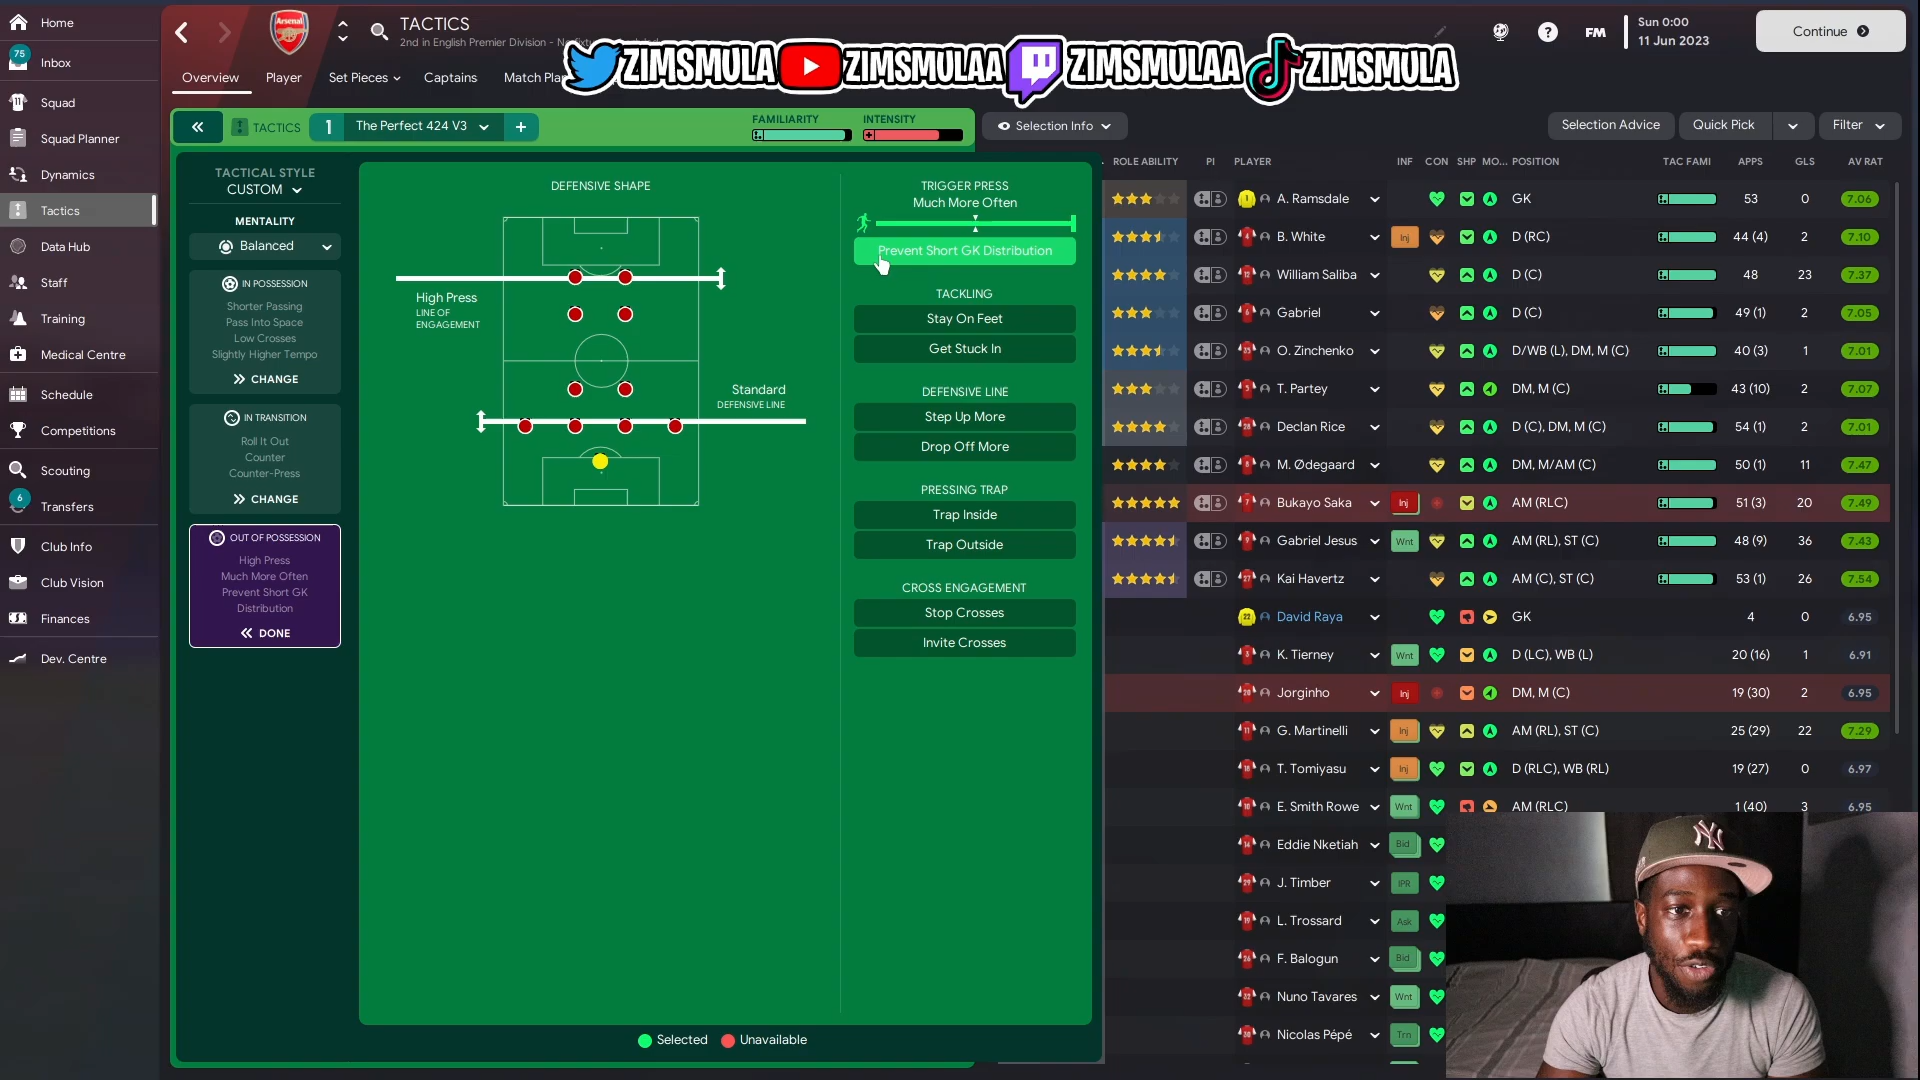 Home
75
Inbox
Squad
Squad Planner
Dynamics
Tactics
Data Hub
Staff
Training
Medical Centre
Schedule
Competitions
Scouting
6
Transfers
Club Info
Club Vision
Finances
Dev. Centre
Arsenal
TACTICS
2nd in English Premier Division -
Sun 0:00
11 Jun 2023
FM
Continue
Overview
Player
Set Pieces
Captains
Match Plan
ZIMSMULA
ZIMSMULAA
ZIMSMULAA
ZIMSMULA
TACTICS
1
The Perfect 424 V3
FAMILIARITY
INTENSITY
Selection Info
Selection Advice
Quick Pick
Filter
TACTICAL STYLE
CUSTOM
MENTALITY
Balanced
IN POSSESSION
Shorter Passing
Pass Into Space
Low Crosses
Slightly Higher Tempo
CHANGE
IN TRANSITION
Roll It Out
Counter
Counter-Press
CHANGE
OUT OF POSSESSION
High Press
Much More Often
Prevent Short GK
Distribution
DONE
DEFENSIVE SHAPE
High Press
LINE OF
ENGAGEMENT
Standard
DEFENSIVE LINE
TRIGGER PRESS
Much More Often
Prevent Short GK Distribution
TACKLING
Stay On Feet
Get Stuck In
DEFENSIVE LINE
Step Up More
Drop Off More
PRESSING TRAP
Trap Inside
Trap Outside
CROSS ENGAGEMENT
Stop Crosses
Invite Crosses
Selected
Unavailable
ROLE ABILITY PI PLAYER INF CON SHP MO... POSITION TAC FAMI APPS GLS AV RAT
A. Ramsdale GK 53 0 7.06
B. White Inj D (RC) 44 (4) 2 7.10
William Saliba D (C) 48 23 7.37
Gabriel D (C) 49 (1) 2 7.05
O. Zinchenko D/WB (L), DM, M (C) 40 (3) 1 7.01
T. Partey DM, M (C) 43 (10) 2 7.07
Declan Rice D (C), DM, M (C) 54 (1) 2 7.01
M. Ødegaard DM, M/AM (C) 50 (1) 11 7.47
Bukayo Saka Inj AM (RLC) 51 (3) 20 7.49
Gabriel Jesus Wnt AM (RL), ST (C) 48 (9) 36 7.43
Kai Havertz AM (C), ST (C) 53 (1) 26 7.54
David Raya GK 4 0 6.95
K. Tierney Wnt D (LC), WB (L) 20 (16) 1 6.91
Jorginho Inj DM, M (C) 19 (30) 2 6.95
G. Martinelli Inj AM (RL), ST (C) 25 (29) 22 7.29
T. Tomiyasu Inj D (RLC), WB (RL) 19 (27) 0 6.97
E. Smith Rowe Wnt AM (RLC) 1 (40) 3 6.95
Eddie Nketiah Bid
J. Timber IPR
L. Trossard Ask
F. Balogun Bid
Nuno Tavares Wnt
Nicolas Pépé Trn
NY